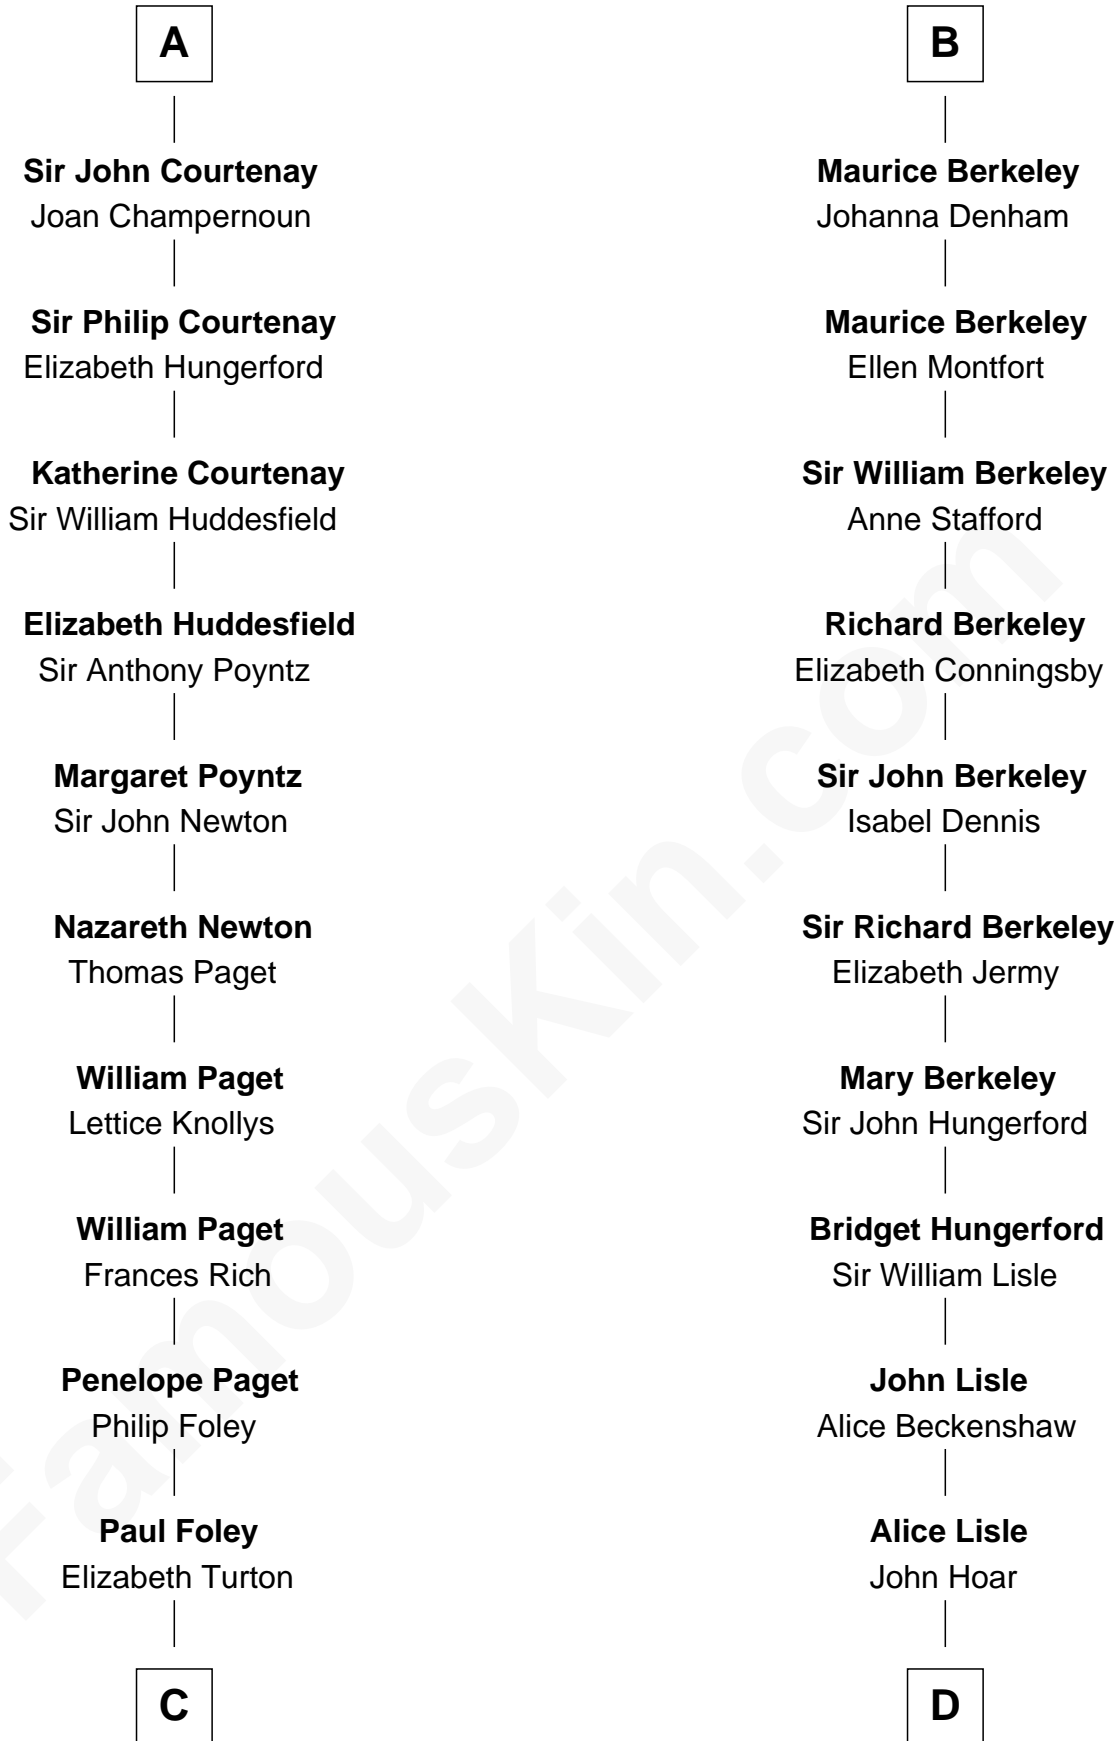 A
Sir John Courtenay
Joan Champernoun
Sir Philip Courtenay
Elizabeth Hungerford
Katherine Courtenay
Sir William Huddesfield
Elizabeth Huddesfield
Sir Anthony Poyntz
Margaret Poyntz
Sir John Newton
Nazareth Newton
Thomas Paget
William Paget
Lettice Knollys
William Paget
Frances Rich
Penelope Paget
Philip Foley
Paul Foley
Elizabeth Turton
C
B
Maurice Berkeley
Johanna Denham
Maurice Berkeley
Ellen Montfort
Sir William Berkeley
Anne Stafford
Richard Berkeley
Elizabeth Conningsby
Sir John Berkeley
Isabel Dennis
Sir Richard Berkeley
Elizabeth Jermy
Mary Berkeley
Sir John Hungerford
Bridget Hungerford
Sir William Lisle
John Lisle
Alice Beckenshaw
Alice Lisle
John Hoar
D
FamousKin.com